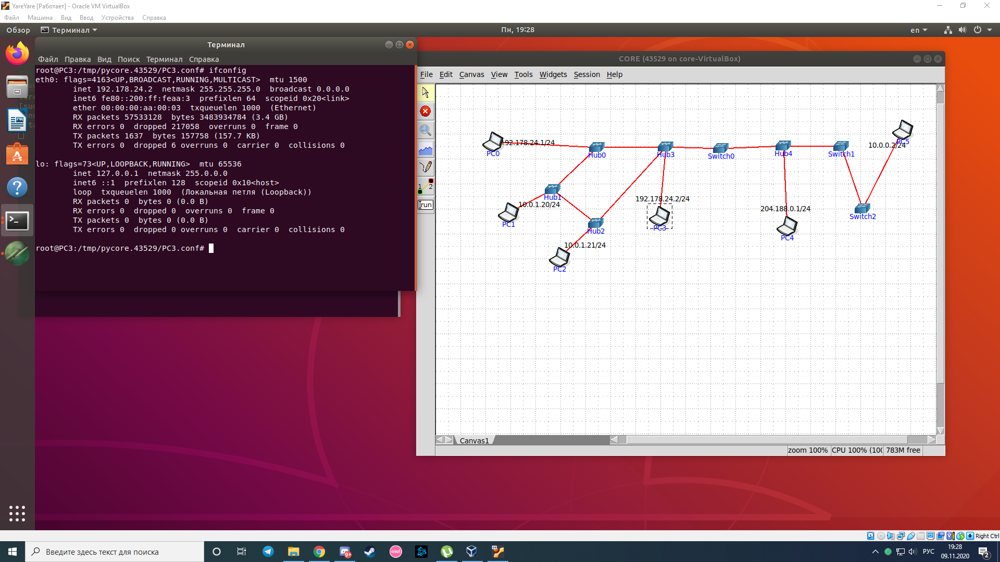 YareYare [Работает] - Oracle VM VirtualBox
Файл Машина Вид Ввод Устройства Справка
Обзор Терминал Пн, 19:28 en
Терминал
Файл Правка Вид Поиск Терминал Справка
root@PC3:/tmp/pycore.43529/PC3.conf# ifconfig
eth0: flags=4163<UP,BROADCAST,RUNNING,MULTICAST>  mtu 1500
inet 192.178.24.2  netmask 255.255.255.0  broadcast 0.0.0.0
inet6 fe80::200:ff:feaa:3  prefixlen 64  scopeid 0x20<link>
ether 00:00:00:aa:00:03  txqueuelen 1000  (Ethernet)
RX packets 57533128  bytes 3483934784 (3.4 GB)
RX errors 0  dropped 217058  overruns 0  frame 0
TX packets 1637  bytes 157758 (157.7 KB)
TX errors 0  dropped 6 overruns 0  carrier 0  collisions 0
lo: flags=73<UP,LOOPBACK,RUNNING>  mtu 65536
inet 127.0.0.1  netmask 255.0.0.0
inet6 ::1  prefixlen 128  scopeid 0x10<host>
loop  txqueuelen 1000  (Локальная петля (Loopback))
RX packets 0  bytes 0 (0.0 B)
RX errors 0  dropped 0  overruns 0  frame 0
TX packets 0  bytes 0 (0.0 B)
TX errors 0  dropped 0 overruns 0  carrier 0  collisions 0
root@PC3:/tmp/pycore.43529/PC3.conf#
CORE (43529 on core-VirtualBox)
File Edit Canvas View Tools Widgets Session Help
1 2
run
192.178.24.1/24
PC0
Hub0
Hub3
Switch0
Hub4
Switch1
10.0.0.2/24
PC5
Hub1
10.0.1.20/24
PC1
Hub2
10.0.1.21/24
PC2
192.178.24.2/24
PC3
204.188.0.1/24
PC4
Switch2
Canvas1
zoom 100% CPU 100% (10 783M free
Right Ctrl
Введите здесь текст для поиска
osu!
9+
64
РУС
19:28
09.11.2020
2